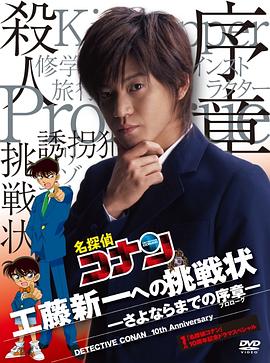 序章
殺人
挑戦状
修学
旅行
誘拐犯
インスト
ラクター
名探偵
コナン
工藤新一への挑戦状
―さよならまでの序章―
プロローグ
DETECTIVE CONAN 10th Anniversary
DVD
VIDEO